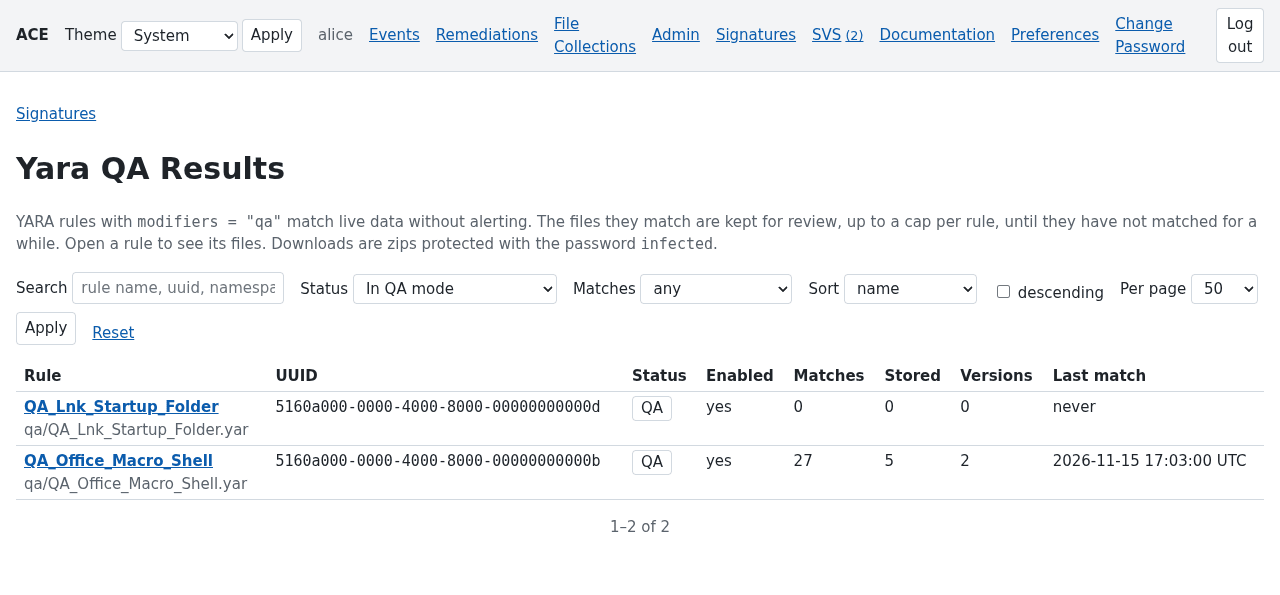 ACE Theme System Apply alice Events Remediations File Collections Admin Signatures SVS (2) Documentation Preferences Change Password Log out
Signatures
Yara QA Results
YARA rules with modifiers = "qa" match live data without alerting. The files they match are kept for review, up to a cap per rule, until they have not matched for a
while. Open a rule to see its files. Downloads are zips protected with the password infected.
Search rule name, uuid, namespa Status In QA mode Matches any Sort name descending Per page 50
Apply Reset
Rule UUID Status Enabled Matches Stored Versions Last match
QA_Lnk_Startup_Folder 5160a000-0000-4000-8000-00000000000d QA yes 0 0 0 never
qa/QA_Lnk_Startup_Folder.yar
QA_Office_Macro_Shell 5160a000-0000-4000-8000-00000000000b QA yes 27 5 2 2026-11-15 17:03:00 UTC
qa/QA_Office_Macro_Shell.yar
1–2 of 2